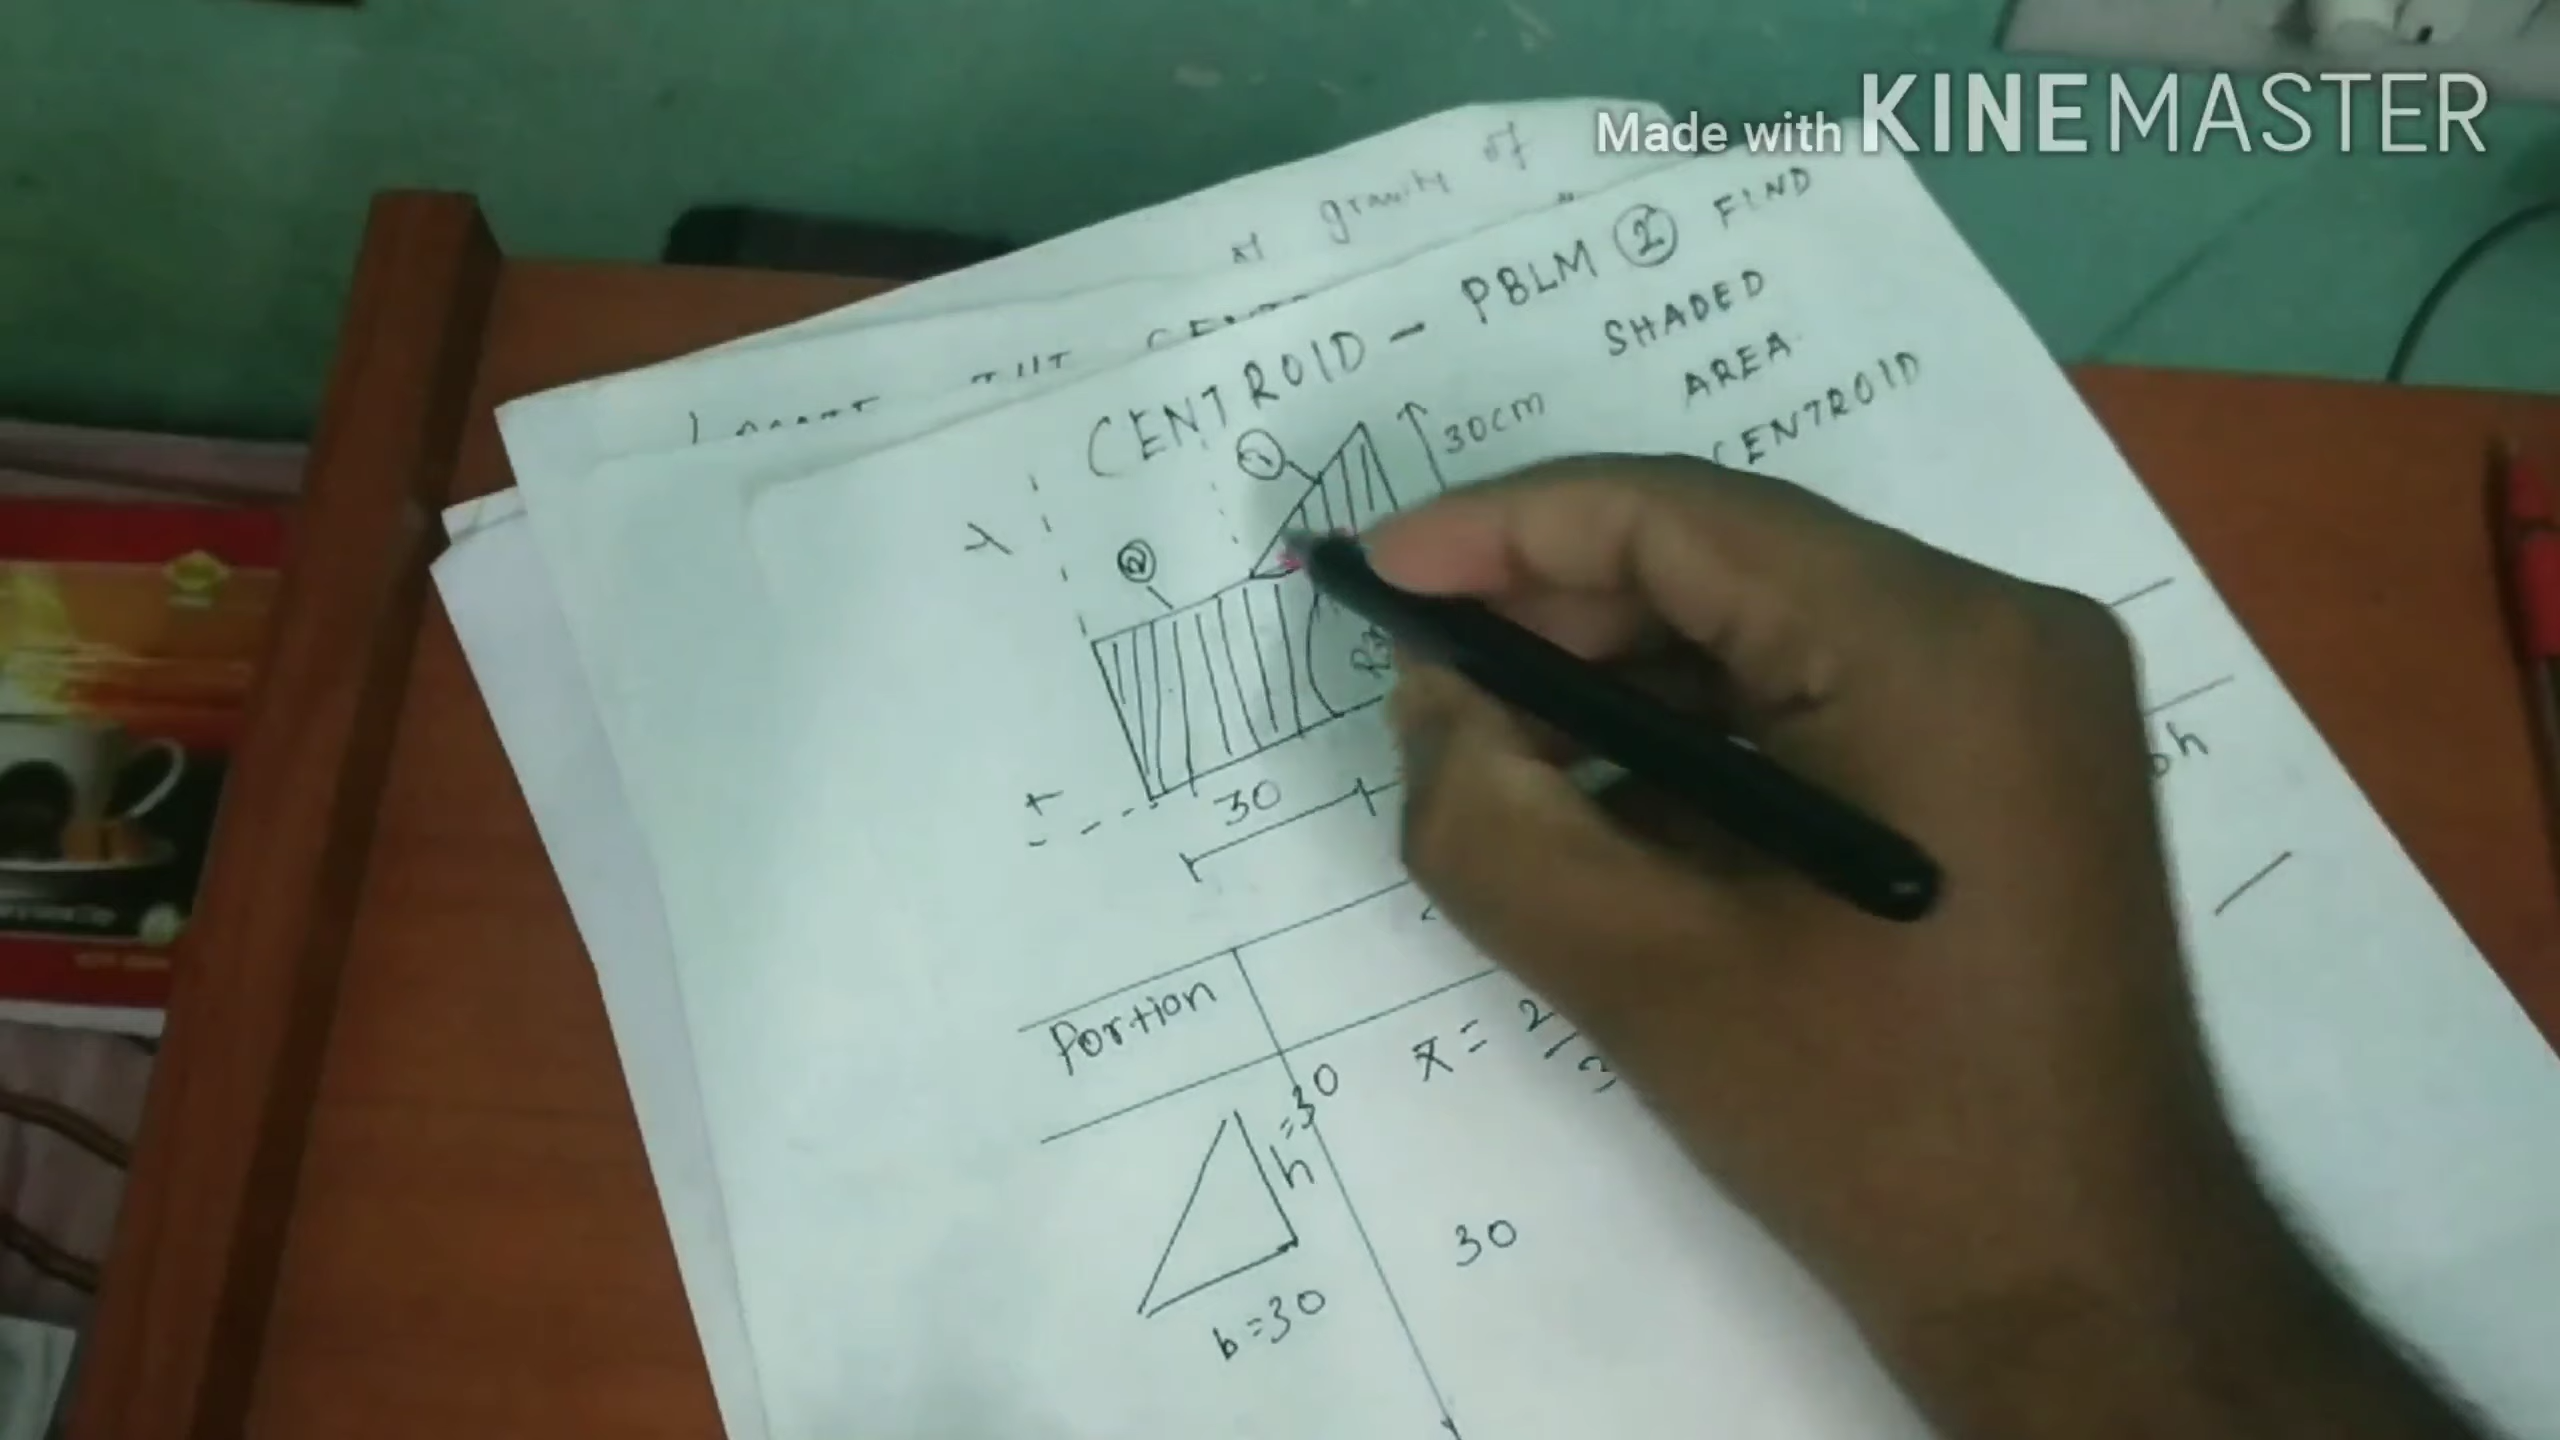 Made with KINEMASTER
gravity of
CENTROID - PBLM 2 FIND
SHADED
AREA
CENTROID
30cm
1
2
30
Portion
h=30
b=30
x̄ = 2
3
30
bh